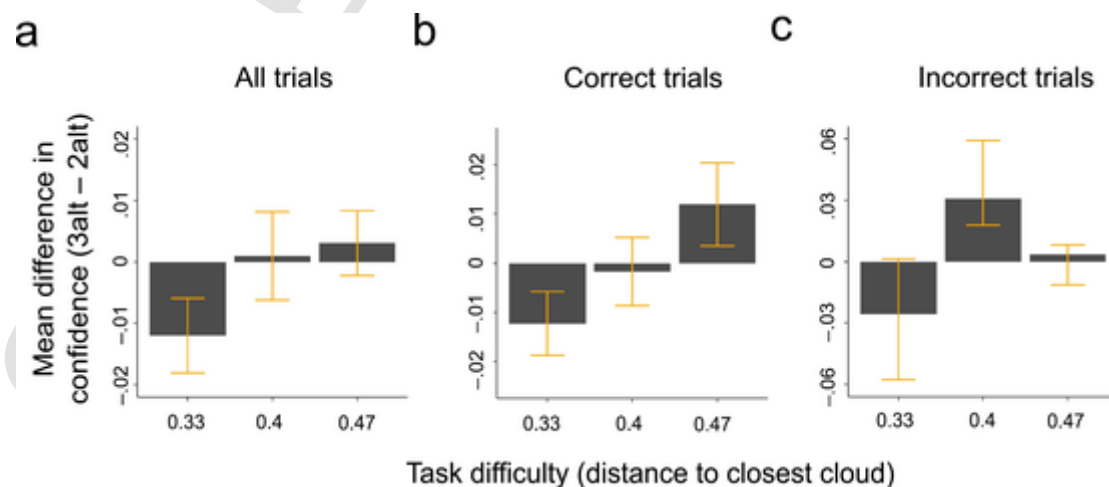 a
b
c
All trials
Correct trials
Incorrect trials
Mean difference in
confidence (3alt – 2alt)
.02
.01
0
–.01
–.02
0.33 0.4 0.47
.02
.01
0
–.01
–.02
0.33 0.4 0.47
.06
.03
0
–.03
–.06
0.33 0.4 0.47
Task difficulty (distance to closest cloud)